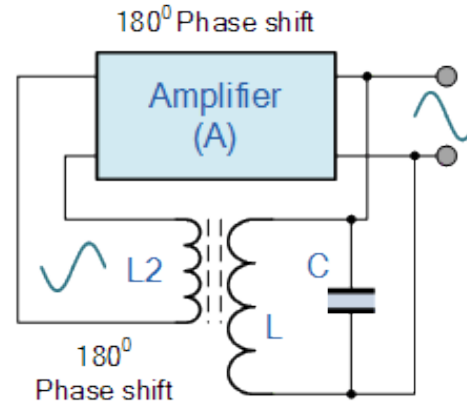 180⁰ Phase shift
Amplifier
(A)
L2
C
L
180⁰
Phase shift